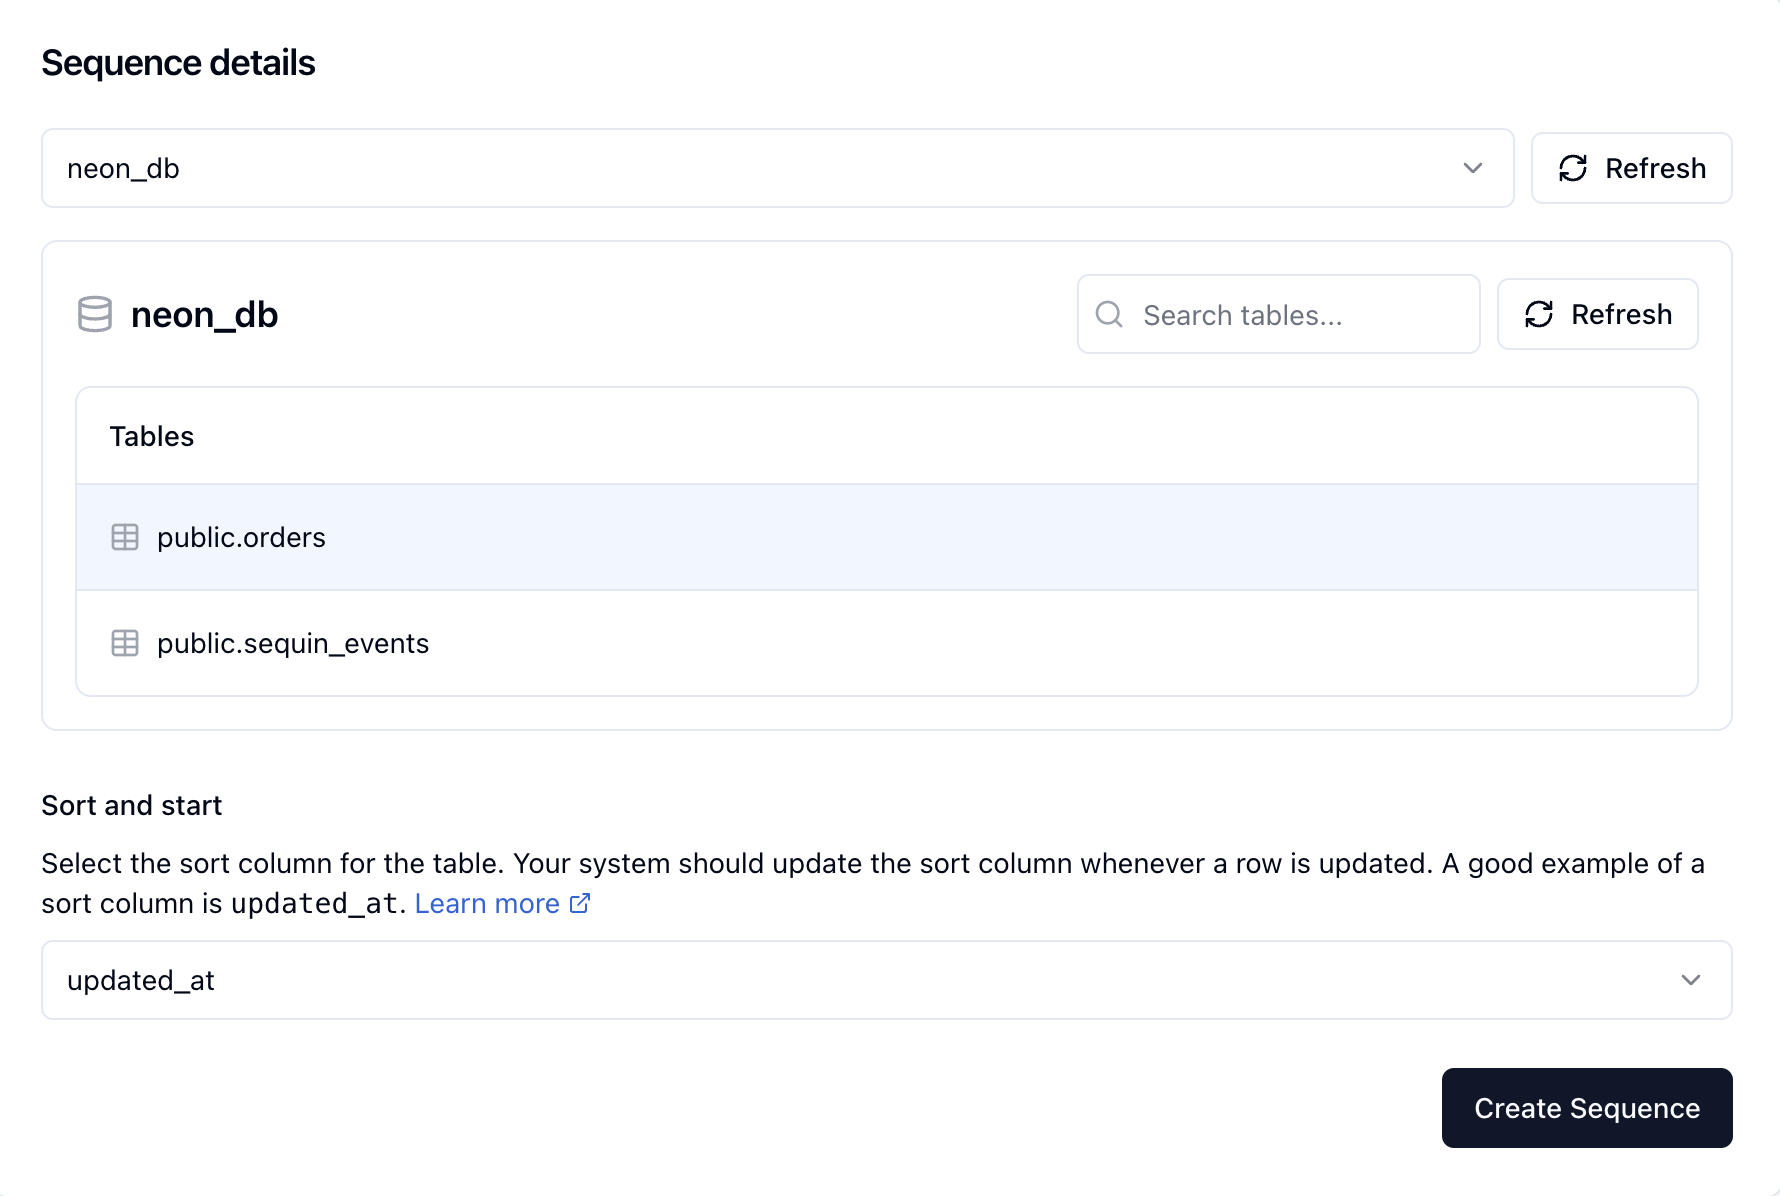 Sequence details
neon_db
Refresh
neon_db
Search tables...
Refresh
Tables
public.orders
public.sequin_events
Sort and start
Select the sort column for the table. Your system should update the sort column whenever a row is updated. A good example of a
sort column is updated_at. Learn more
updated_at
Create Sequence